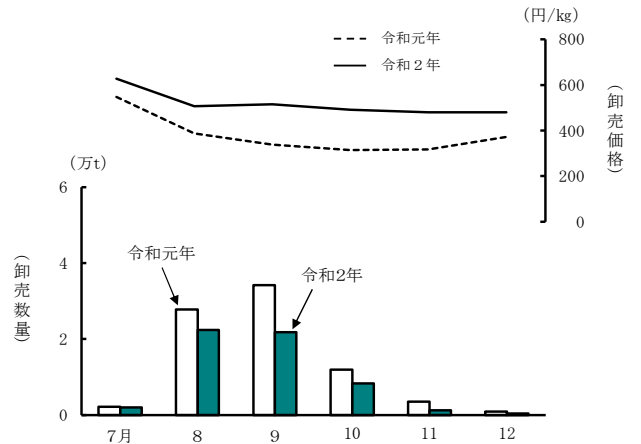 (円/kg)
令和元年
令和２年
800
600
400
200
0
(卸売価格)
(万t)
6
4
2
0
(卸売数量)
令和元年
令和2年
7月
8
9
10
11
12